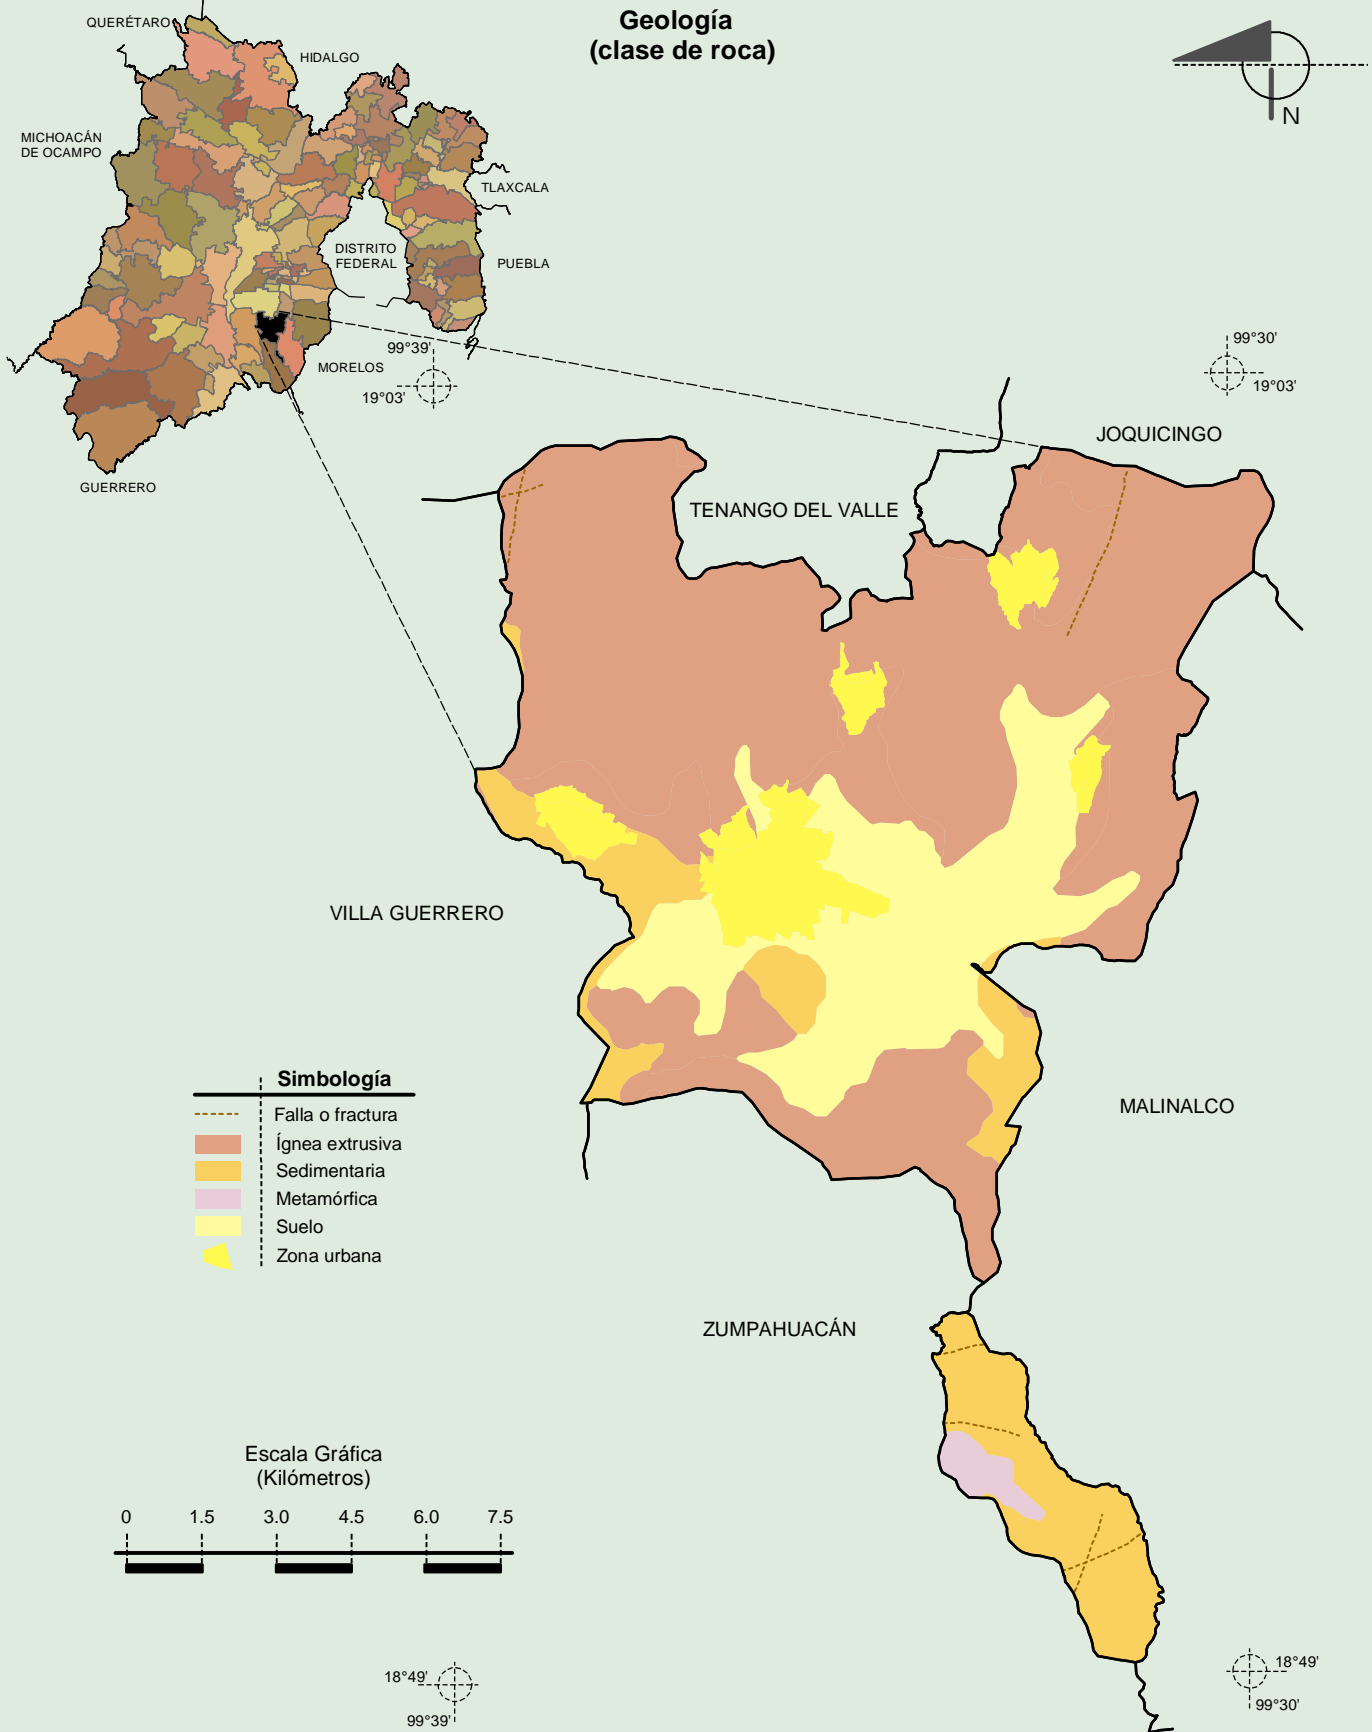 Geología
(clase de roca)
N
QUERÉTARO
HIDALGO
MICHOACÁN
DE OCAMPO
TLAXCALA
DISTRITO
FEDERAL
PUEBLA
MORELOS
GUERRERO
99°39'
19°03'
99°30'
19°03'
JOQUICINGO
TENANGO DEL VALLE
VILLA GUERRERO
MALINALCO
ZUMPAHUACÁN
Simbología
Falla o fractura
Ígnea extrusiva
Sedimentaria
Metamórfica
Suelo
Zona urbana
Escala Gráfica
(Kilómetros)
0 1.5 3.0 4.5 6.0 7.5
18°49'
99°39'
18°49'
99°30'